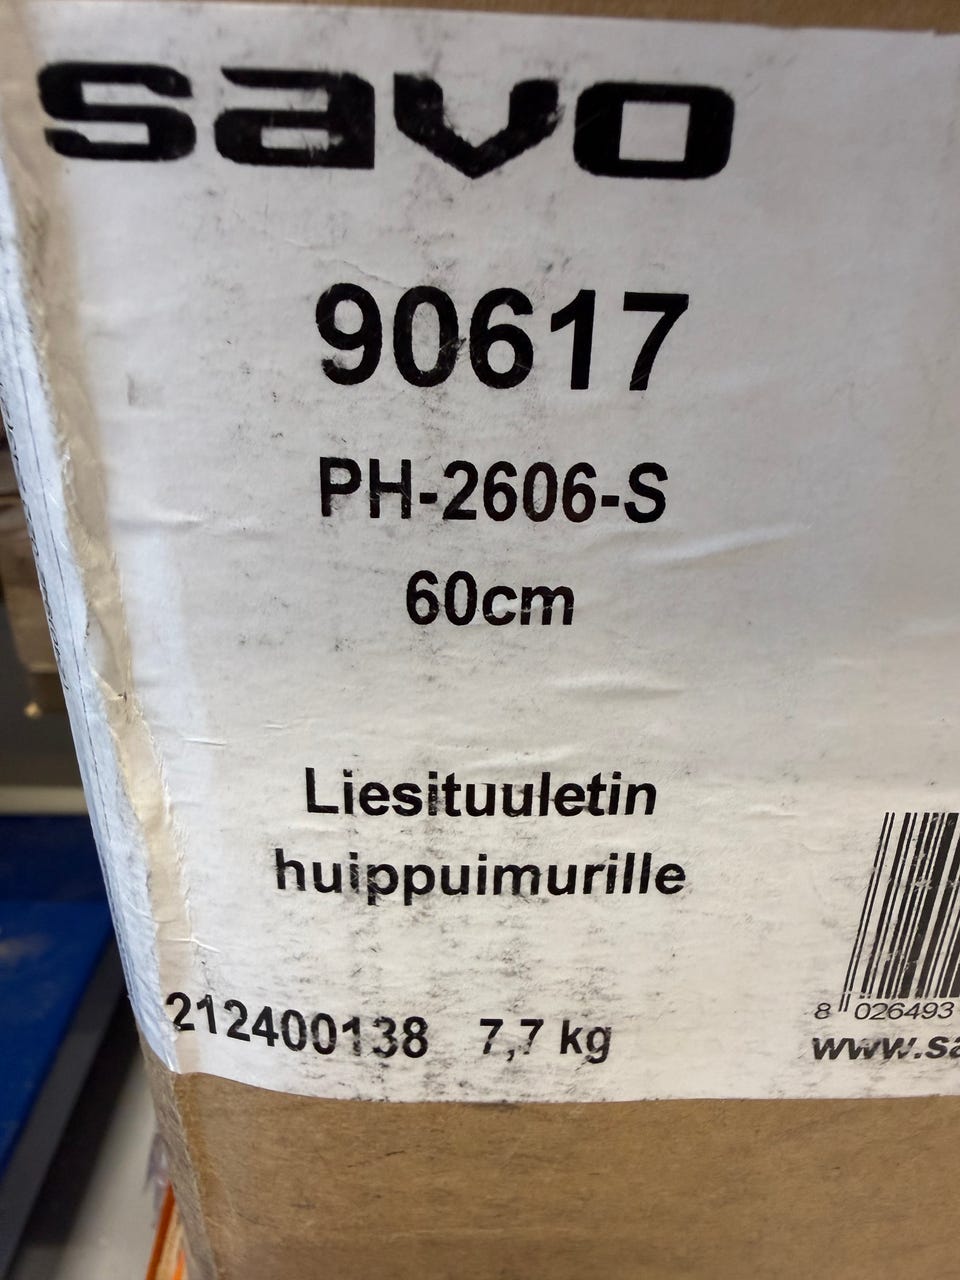 savo
90617
PH-2606-S
60cm
Liesituuletin
huippuimurille
212400138 7,7 kg
8 026493
www.sa